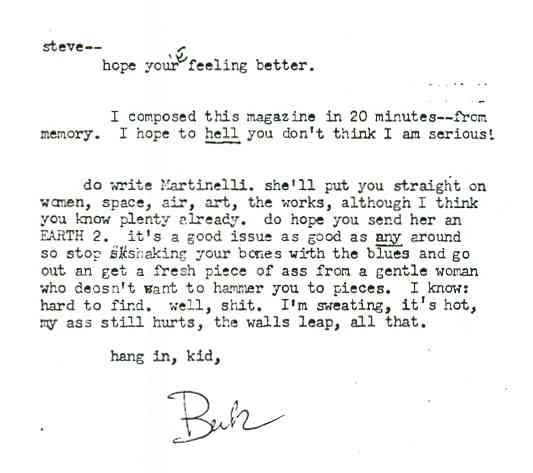 steve--
hope your e feeling better.
I composed this magazine in 20 minutes--from
memory. I hope to hell you don't think I am serious!
do write Martinelli. she'll put you straight on
women, space, air, art, the works, although I think
you know plenty already. do hope you send her an
EARTH 2. it's a good issue as good as any around
so stop shaking your bones with the blues and go
out an get a fresh piece of ass from a gentle woman
who deosn't want to hammer you to pieces. I know:
hard to find. well, shit. I'm sweating, it's hot,
my ass still hurts, the walls leap, all that.
hang in, kid,
Buk